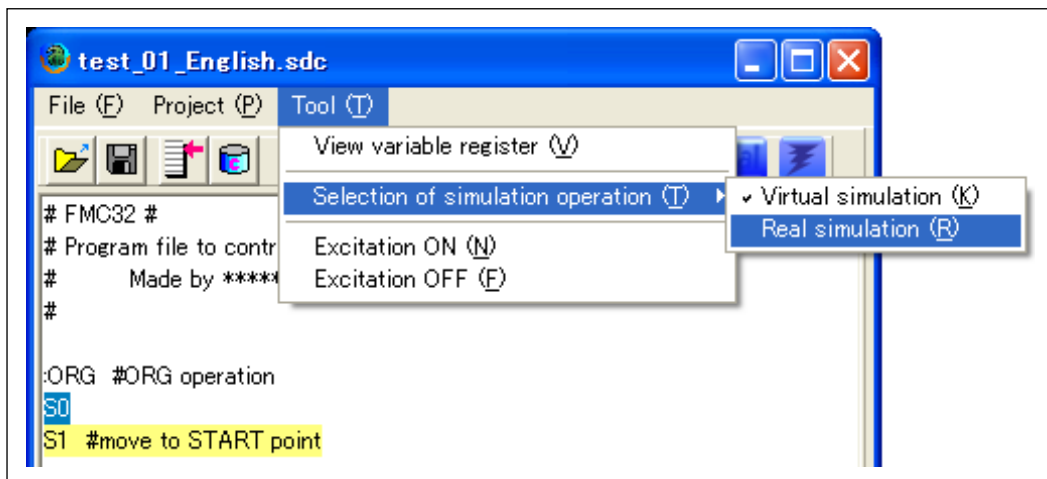 test_01_English.sdc
File (F) Project (P) Tool (T)
View variable register (V)
Selection of simulation operation (T)
Virtual simulation (K)
Real simulation (R)
Excitation ON (N)
Excitation OFF (F)
# FMC32 #
# Program file to contr
# Made by *****
#
:ORG #ORG operation
S0
S1 #move to START point